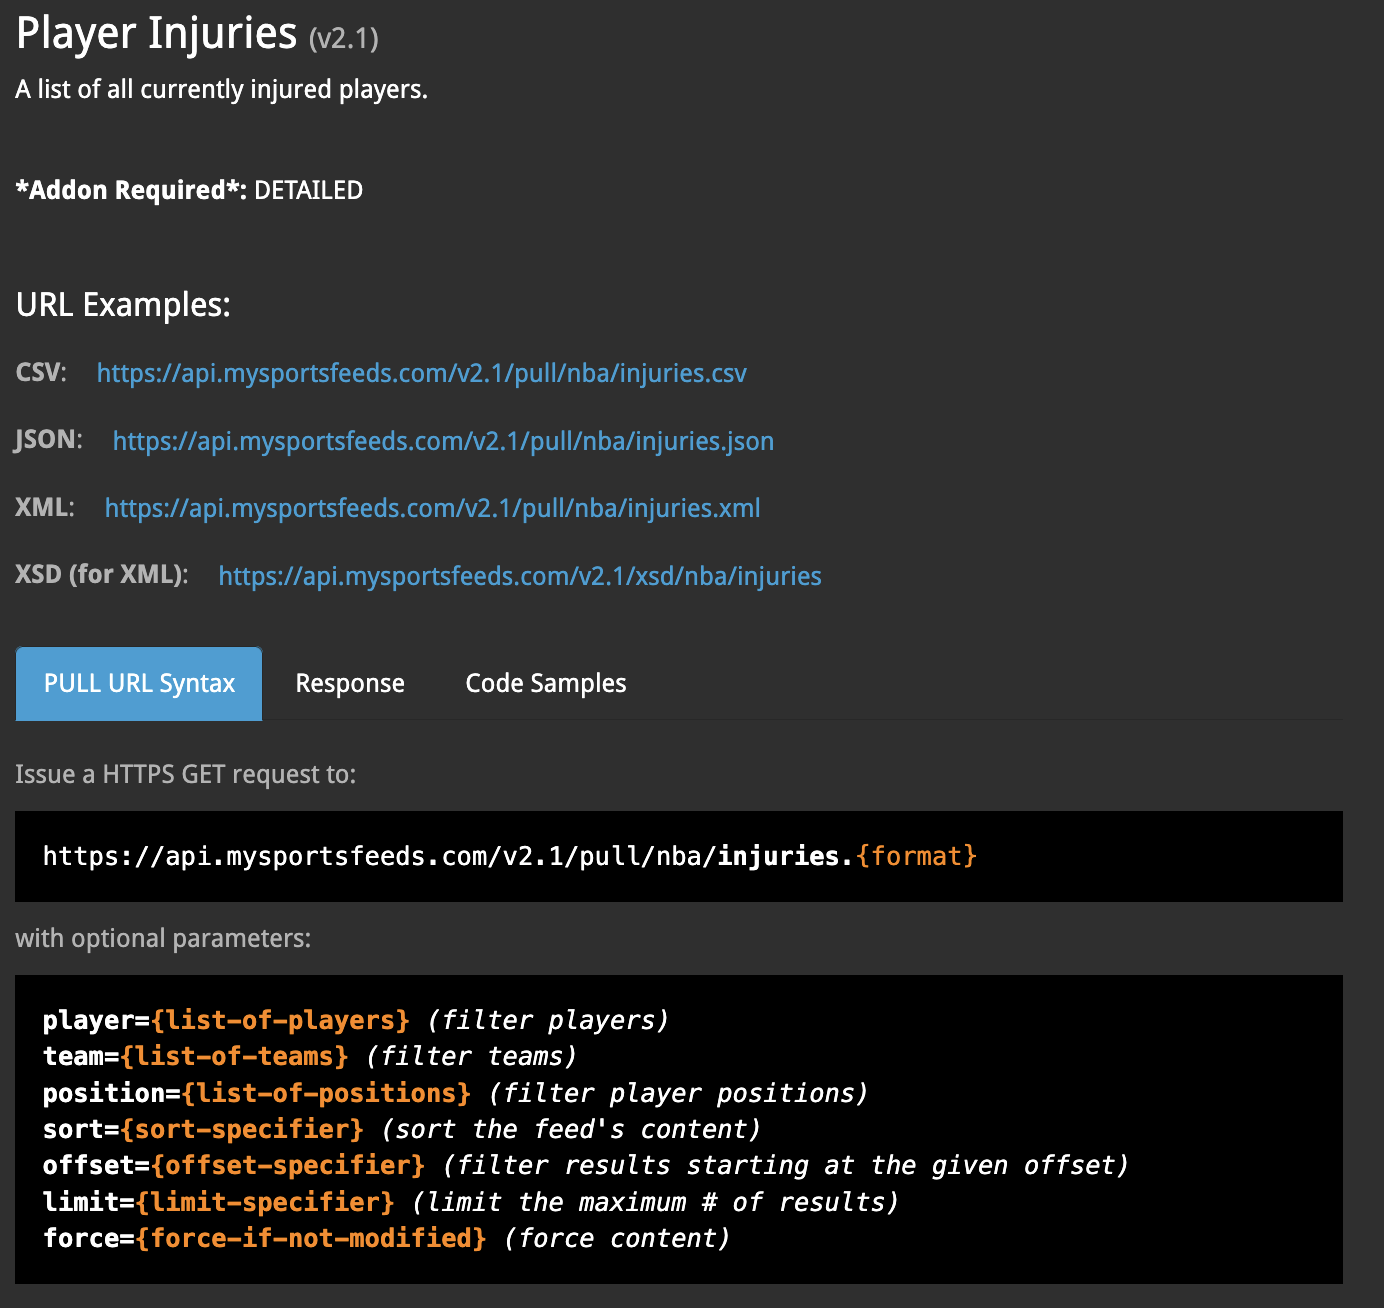 Player Injuries (v2.1)
A list of all currently injured players.
*Addon Required*: DETAILED
URL Examples:
CSV: https://api.mysportsfeeds.com/v2.1/pull/nba/injuries.csv
JSON: https://api.mysportsfeeds.com/v2.1/pull/nba/injuries.json
XML: https://api.mysportsfeeds.com/v2.1/pull/nba/injuries.xml
XSD (for XML): https://api.mysportsfeeds.com/v2.1/xsd/nba/injuries
PULL URL Syntax Response Code Samples
Issue a HTTPS GET request to:
https://api.mysportsfeeds.com/v2.1/pull/nba/injuries.{format}
with optional parameters:
player={list-of-players} (filter players)
team={list-of-teams} (filter teams)
position={list-of-positions} (filter player positions)
sort={sort-specifier} (sort the feed's content)
offset={offset-specifier} (filter results starting at the given offset)
limit={limit-specifier} (limit the maximum # of results)
force={force-if-not-modified} (force content)